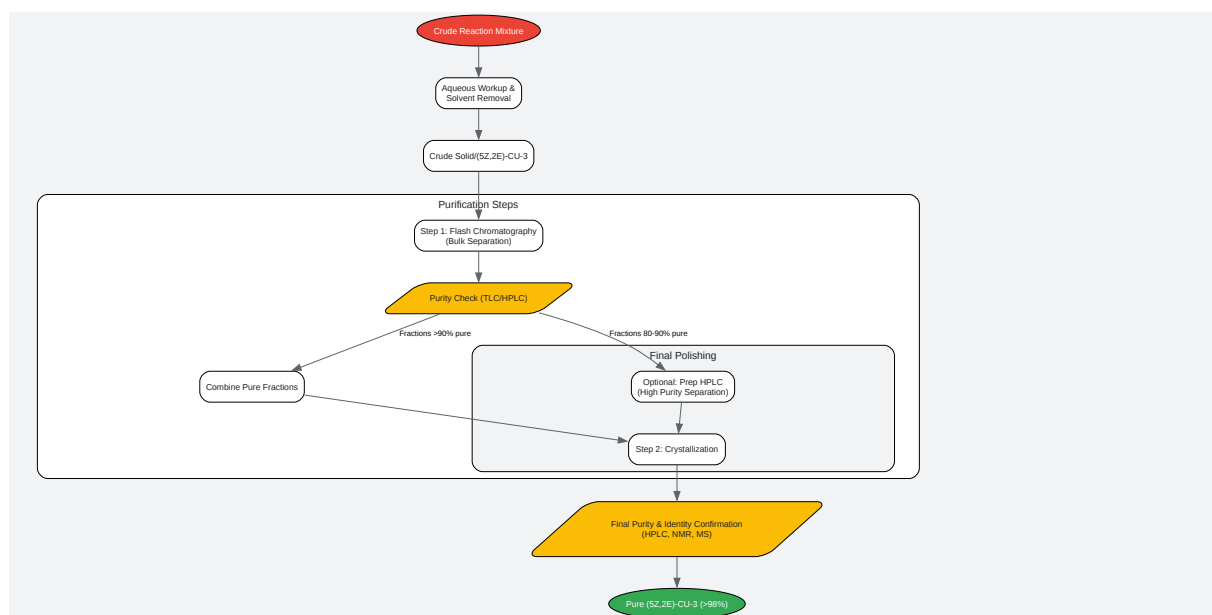 Crude Reaction Mixture
Aqueous Workup &
Solvent Removal
Crude Solid/(5Z,2E)-CU-3
Purification Steps
Step 1: Flash Chromatography
(Bulk Separation)
Purity Check (TLC/HPLC)
Fractions >90% pure
Fractions 80-90% pure
Final Polishing
Combine Pure Fractions
Optional: Prep HPLC
(High Purity Separation)
Step 2: Crystallization
Final Purity & Identity Confirmation
(HPLC, NMR, MS)
Pure (5Z,2E)-CU-3 (>98%)